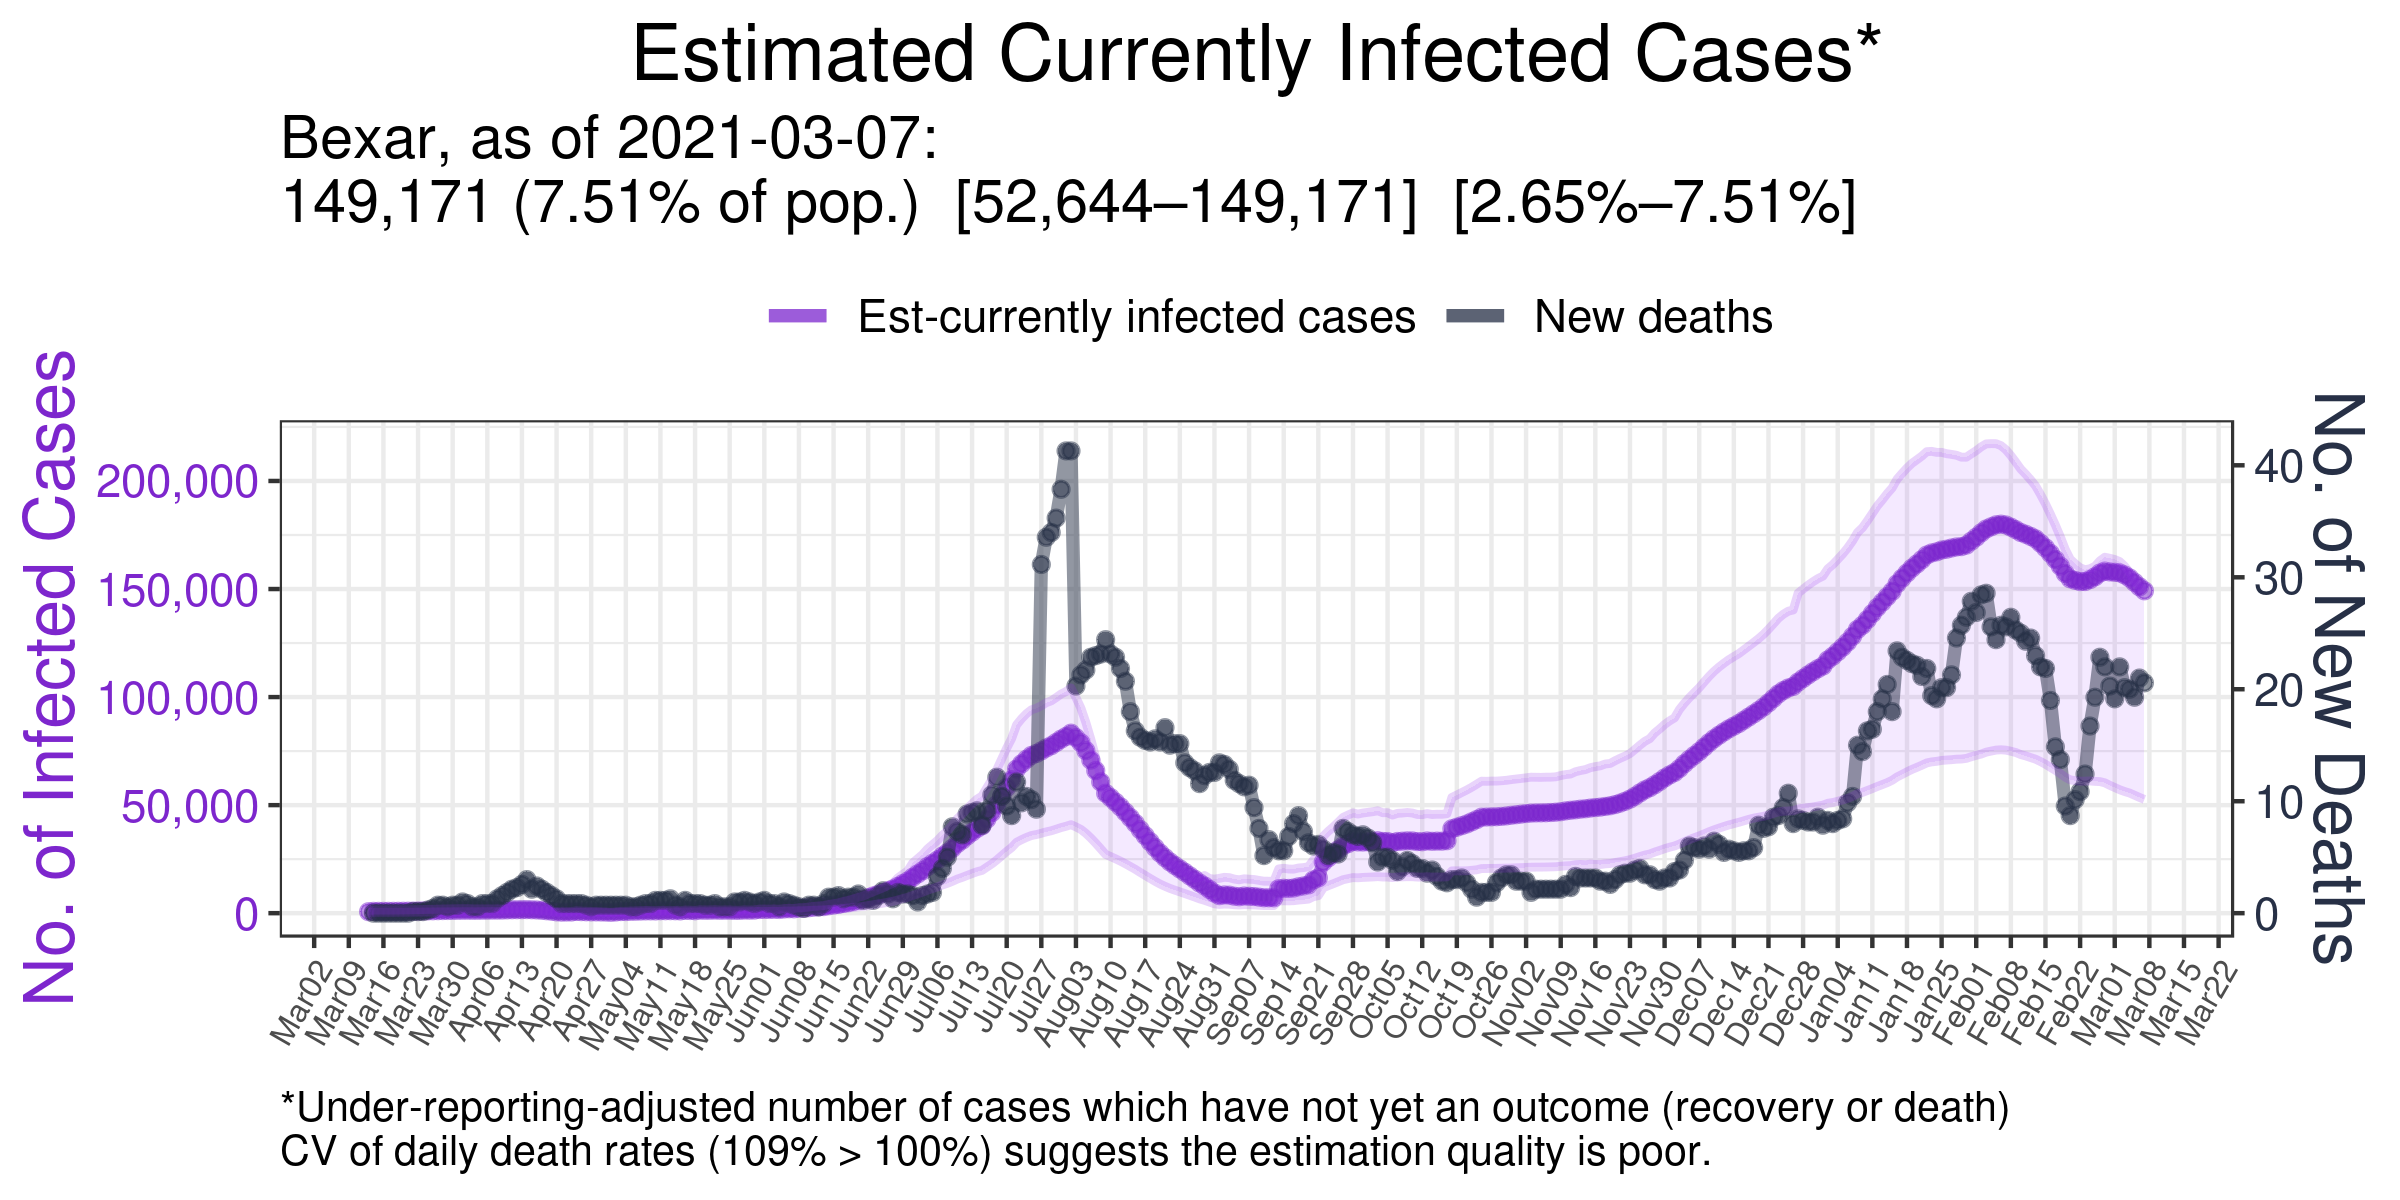 Estimated Currently Infected Cases*
Bexar, as of 2021-03-07:
149,171 (7.51% of pop.)  [52,644–149,171]  [2.65%–7.51%]
Est-currently infected cases
New deaths
No. of Infected Cases
200,000
150,000
100,000
50,000
0
40
30
20
10
0
No. of New Deaths
Mar02
Mar09
Mar16
Mar23
Mar30
Apr06
Apr13
Apr20
Apr27
May04
May11
May18
May25
Jun01
Jun08
Jun15
Jun22
Jun29
Jul06
Jul13
Jul20
Jul27
Aug03
Aug10
Aug17
Aug24
Aug31
Sep07
Sep14
Sep21
Sep28
Oct05
Oct12
Oct19
Oct26
Nov02
Nov09
Nov16
Nov23
Nov30
Dec07
Dec14
Dec21
Dec28
Jan04
Jan11
Jan18
Jan25
Feb01
Feb08
Feb15
Feb22
Mar01
Mar08
Mar15
Mar22
*Under-reporting-adjusted number of cases which have not yet an outcome (recovery or death)
CV of daily death rates (109% > 100%) suggests the estimation quality is poor.